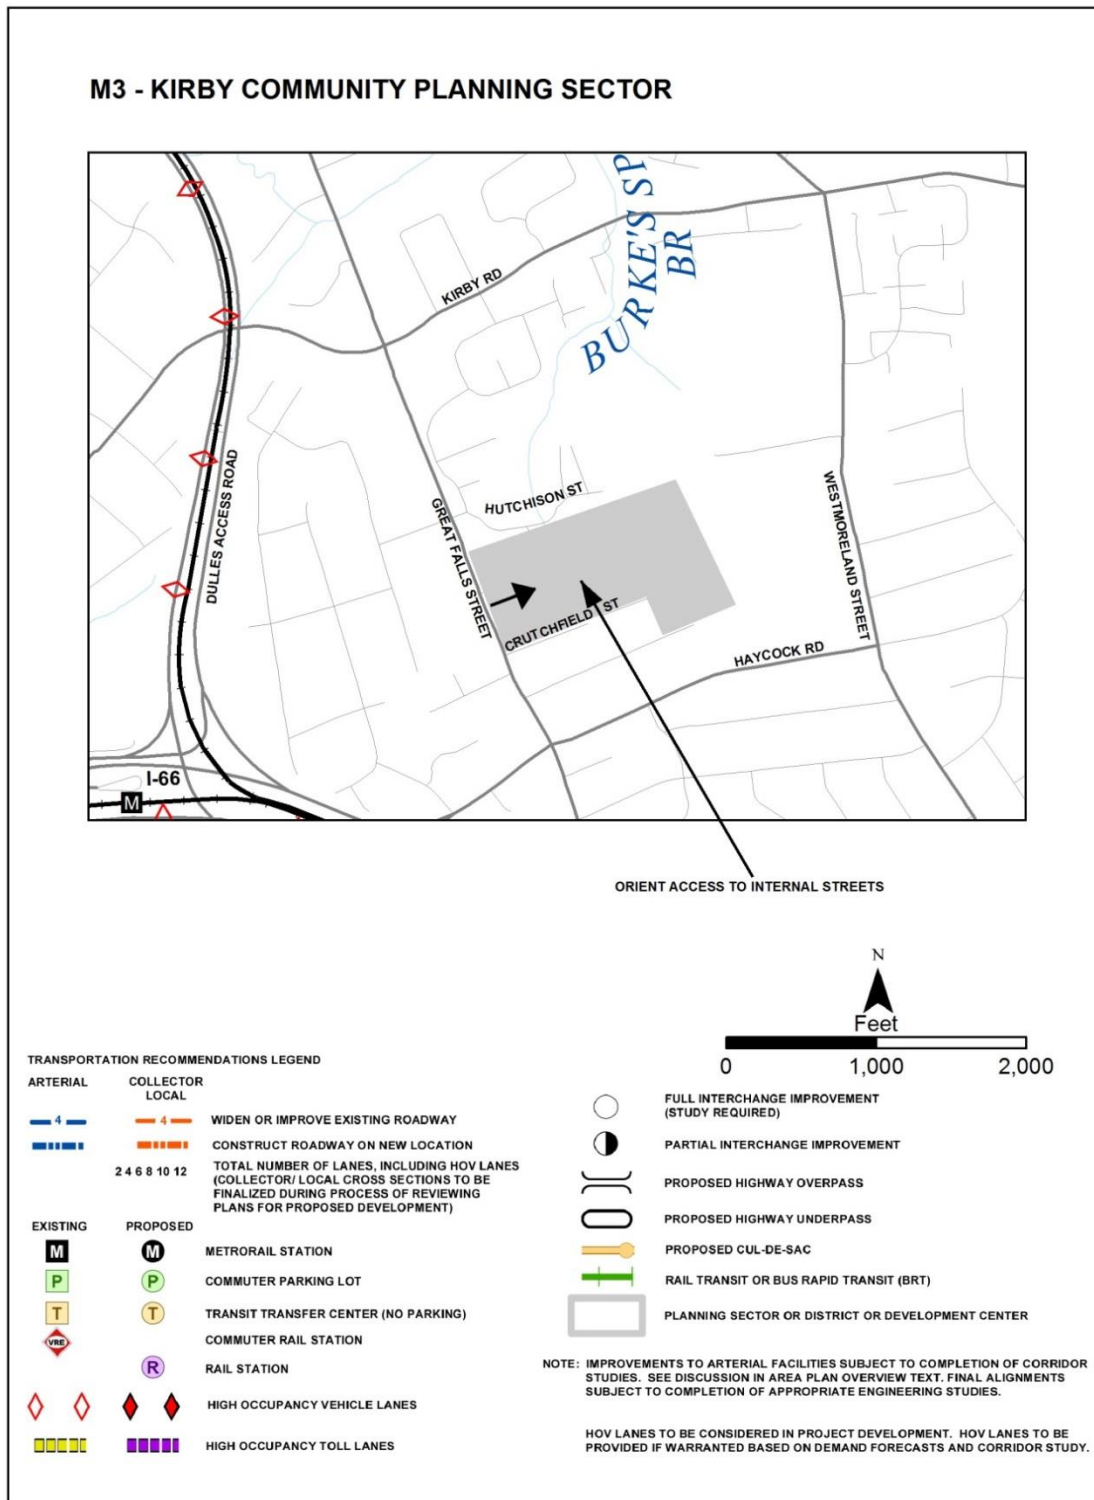 M3 - KIRBY COMMUNITY PLANNING SECTOR
BURKE'S SP
BR
KIRBY RD
DULLES ACCESS ROAD
GREAT FALLS STREET
HUTCHISON ST
WESTMORELAND STREET
CRUTCHFIELD ST
HAYCOCK RD
I-66
M
ORIENT ACCESS TO INTERNAL STREETS
N
Feet
0 1,000 2,000
TRANSPORTATION RECOMMENDATIONS LEGEND
ARTERIAL COLLECTOR
LOCAL
4 4 WIDEN OR IMPROVE EXISTING ROADWAY
CONSTRUCT ROADWAY ON NEW LOCATION
2 4 6 8 10 12 TOTAL NUMBER OF LANES, INCLUDING HOV LANES
(COLLECTOR/ LOCAL CROSS SECTIONS TO BE
FINALIZED DURING PROCESS OF REVIEWING
PLANS FOR PROPOSED DEVELOPMENT)
EXISTING PROPOSED
M M METRORAIL STATION
P P COMMUTER PARKING LOT
T T TRANSIT TRANSFER CENTER (NO PARKING)
VRE COMMUTER RAIL STATION
R RAIL STATION
HIGH OCCUPANCY VEHICLE LANES
HIGH OCCUPANCY TOLL LANES
FULL INTERCHANGE IMPROVEMENT
(STUDY REQUIRED)
PARTIAL INTERCHANGE IMPROVEMENT
PROPOSED HIGHWAY OVERPASS
PROPOSED HIGHWAY UNDERPASS
PROPOSED CUL-DE-SAC
RAIL TRANSIT OR BUS RAPID TRANSIT (BRT)
PLANNING SECTOR OR DISTRICT OR DEVELOPMENT CENTER
NOTE: IMPROVEMENTS TO ARTERIAL FACILITIES SUBJECT TO COMPLETION OF CORRIDOR
STUDIES. SEE DISCUSSION IN AREA PLAN OVERVIEW TEXT. FINAL ALIGNMENTS
SUBJECT TO COMPLETION OF APPROPRIATE ENGINEERING STUDIES.
HOV LANES TO BE CONSIDERED IN PROJECT DEVELOPMENT. HOV LANES TO BE
PROVIDED IF WARRANTED BASED ON DEMAND FORECASTS AND CORRIDOR STUDY.